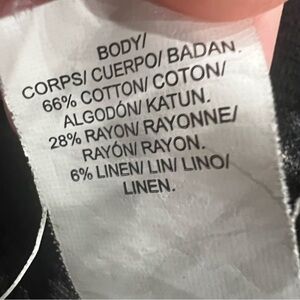 BODY/
CORPS/ CUERPO/ BADAN.
66% COTTON/ COTON/
ALGODÓN/ KATUN.
28% RAYON/ RAYONNE/
RAYÓN/ RAYON.
6% LINEN/ LIN/ LINO/
LINEN.